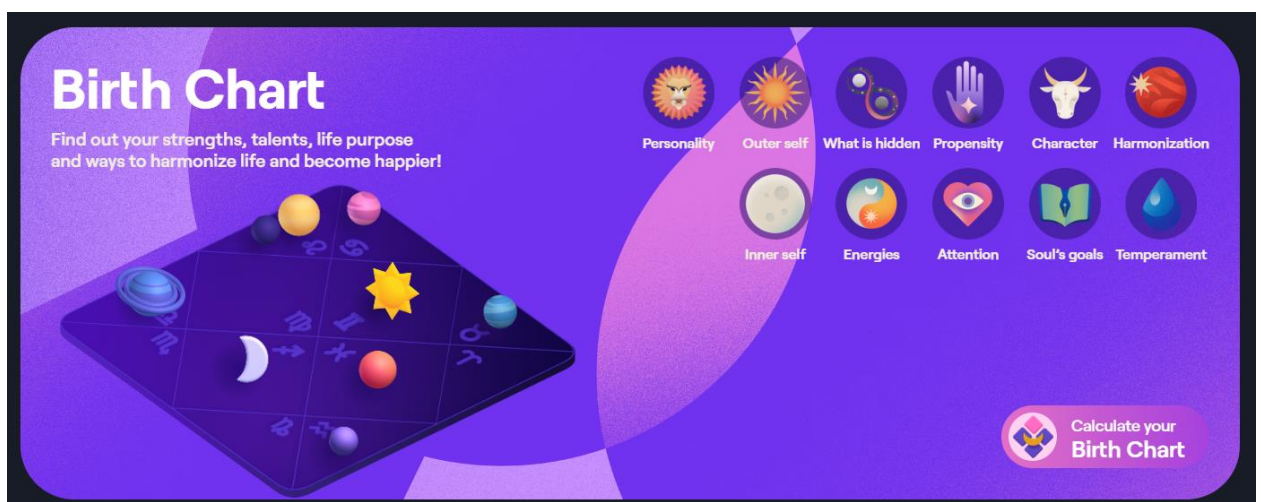 Birth Chart
Find out your strengths, talents, life purpose
and ways to harmonize life and become happier!
Personality
Outer self
What is hidden
Propensity
Character
Harmonization
Inner self
Energies
Attention
Soul's goals
Temperament
Calculate your
Birth Chart